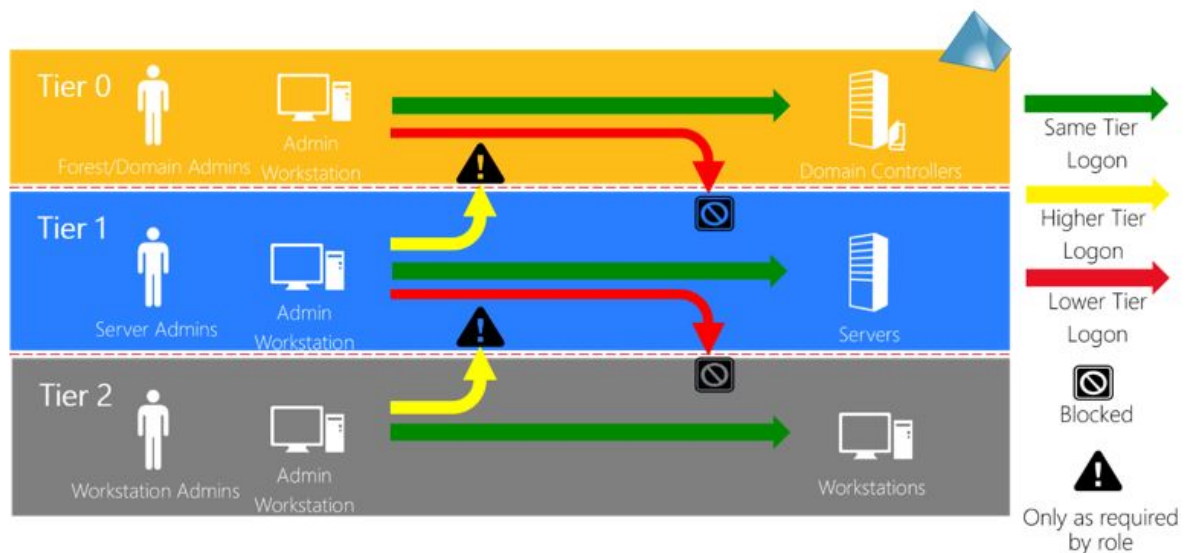 Tier 0
Forest/Domain Admins
Admin
Workstation
Domain Controllers
Tier 1
Server Admins
Admin
Workstation
Servers
Tier 2
Workstation Admins
Admin
Workstation
Workstations
Same Tier
Logon
Higher Tier
Logon
Lower Tier
Logon
Blocked
Only as required
by role